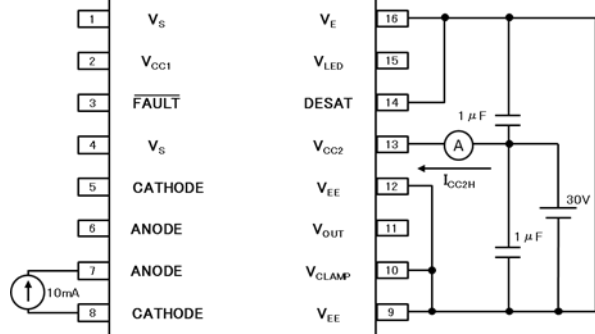 1 V_S V_E 16
2 V_CC1 V_LED 15
3 FAULT DESAT 14
1 μF
4 V_S V_CC2 13 A
I_CC2H
5 CATHODE V_EE 12
30V
6 ANODE V_OUT 11
1 μF
7 ANODE V_CLAMP 10
10mA
8 CATHODE V_EE 9